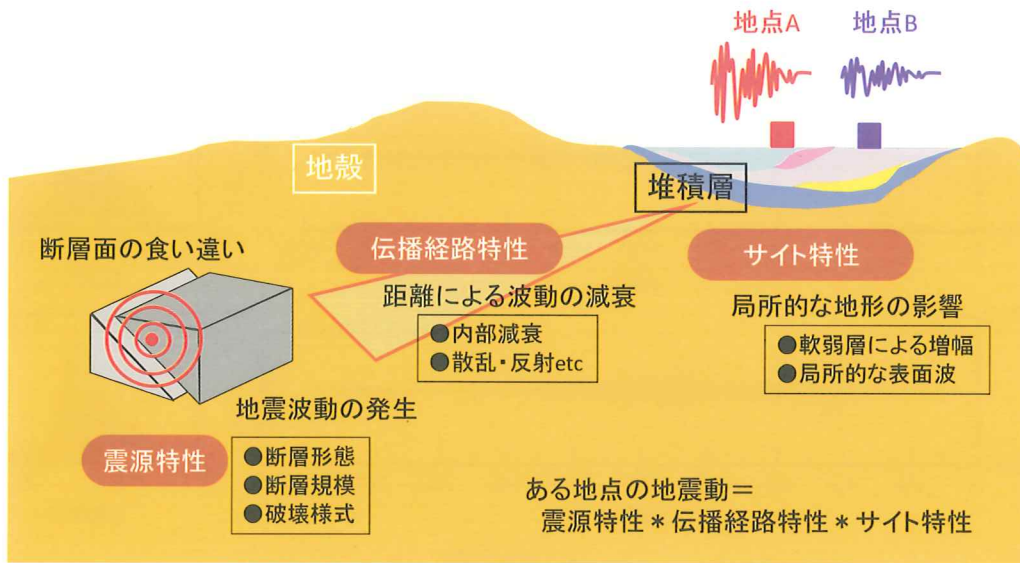 地点A
地点B
地殻
堆積層
断層面の食い違い
伝播経路特性
距離による波動の減衰
●内部減衰
●散乱・反射etc
サイト特性
局所的な地形の影響
●軟弱層による増幅
●局所的な表面波
地震波動の発生
震源特性
●断層形態
●断層規模
●破壊様式
ある地点の地震動＝
震源特性＊伝播経路特性＊サイト特性